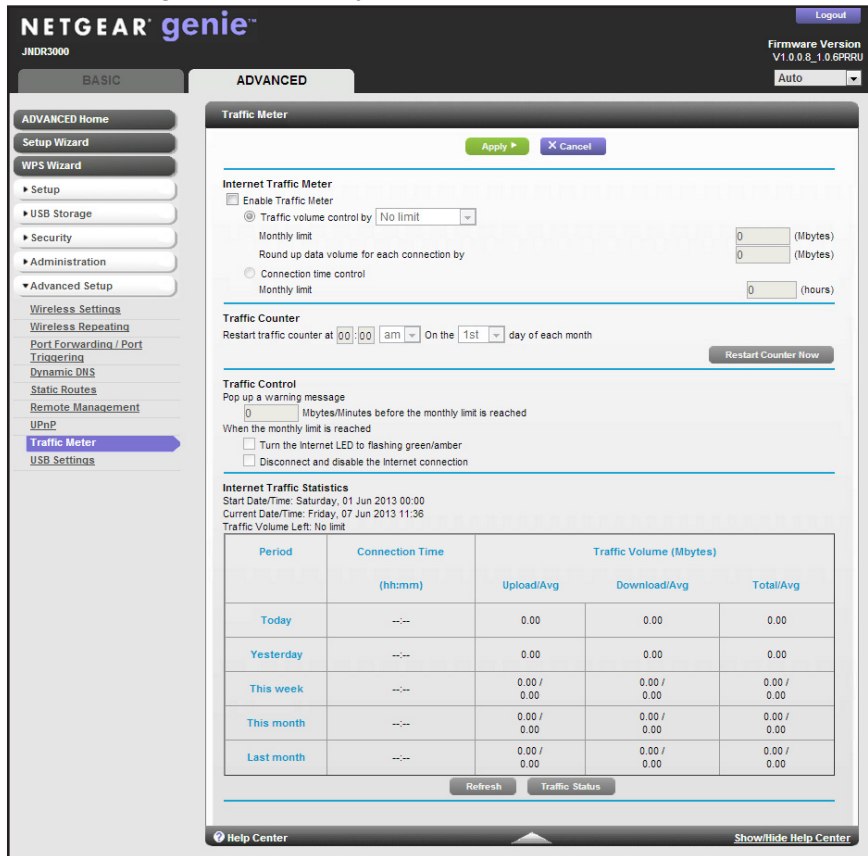 NETGEAR® genie™
JNDR3000
Logout
Firmware Version
V1.0.0.8_1.0.6PRRU
BASIC
ADVANCED
Auto
ADVANCED Home
Setup Wizard
WPS Wizard
Setup
USB Storage
Security
Administration
Advanced Setup
Wireless Settings
Wireless Repeating
Port Forwarding / Port
Triggering
Dynamic DNS
Static Routes
Remote Management
UPnP
Traffic Meter
USB Settings
Traffic Meter
Apply
X Cancel
Internet Traffic Meter
Enable Traffic Meter
Traffic volume control by No limit
Monthly limit 0 (Mbytes)
Round up data volume for each connection by 0 (Mbytes)
Connection time control
Monthly limit 0 (hours)
Traffic Counter
Restart traffic counter at 00 : 00 am On the 1st day of each month
Restart Counter Now
Traffic Control
Pop up a warning message
0 Mbytes/Minutes before the monthly limit is reached
When the monthly limit is reached
Turn the Internet LED to flashing green/amber
Disconnect and disable the Internet connection
Internet Traffic Statistics
Start Date/Time: Saturday, 01 Jun 2013 00:00
Current Date/Time: Friday, 07 Jun 2013 11:36
Traffic Volume Left: No limit
Period Connection Time Traffic Volume (Mbytes)
(hh:mm) Upload/Avg Download/Avg Total/Avg
Today --:-- 0.00 0.00 0.00
Yesterday --:-- 0.00 0.00 0.00
This week --:-- 0.00 / 0.00 / 0.00 /
0.00 0.00 0.00
This month --:-- 0.00 / 0.00 / 0.00 /
0.00 0.00 0.00
Last month --:-- 0.00 / 0.00 / 0.00 /
0.00 0.00 0.00
Refresh Traffic Status
? Help Center
Show/Hide Help Center